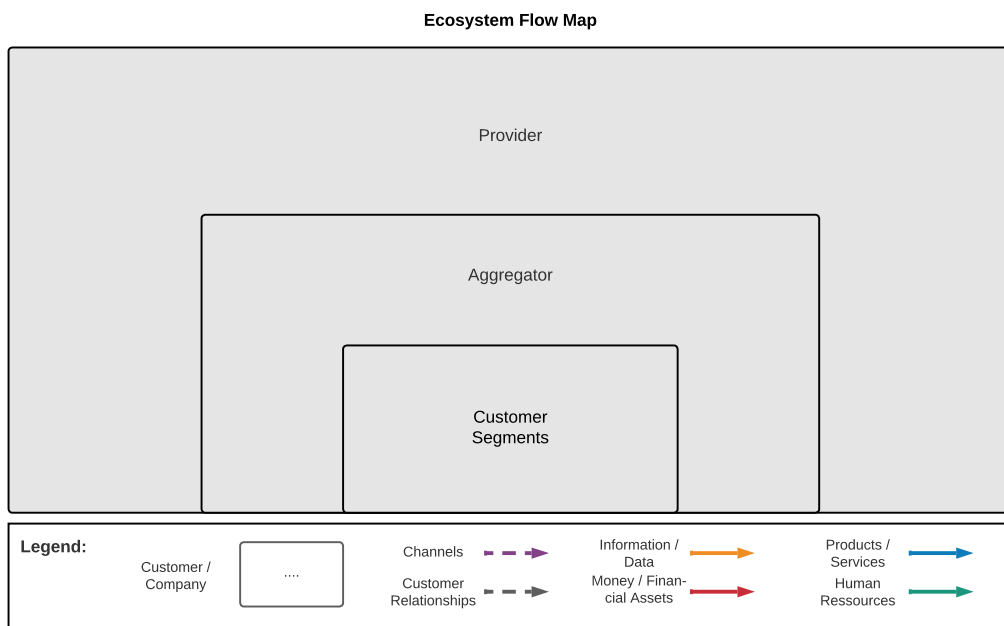 Ecosystem Flow Map
Provider
Aggregator
Customer
Segments
Legend:
Customer /
Company
....
Channels
Customer
Relationships
Information /
Data
Money / Finan-
cial Assets
Products /
Services
Human
Ressources